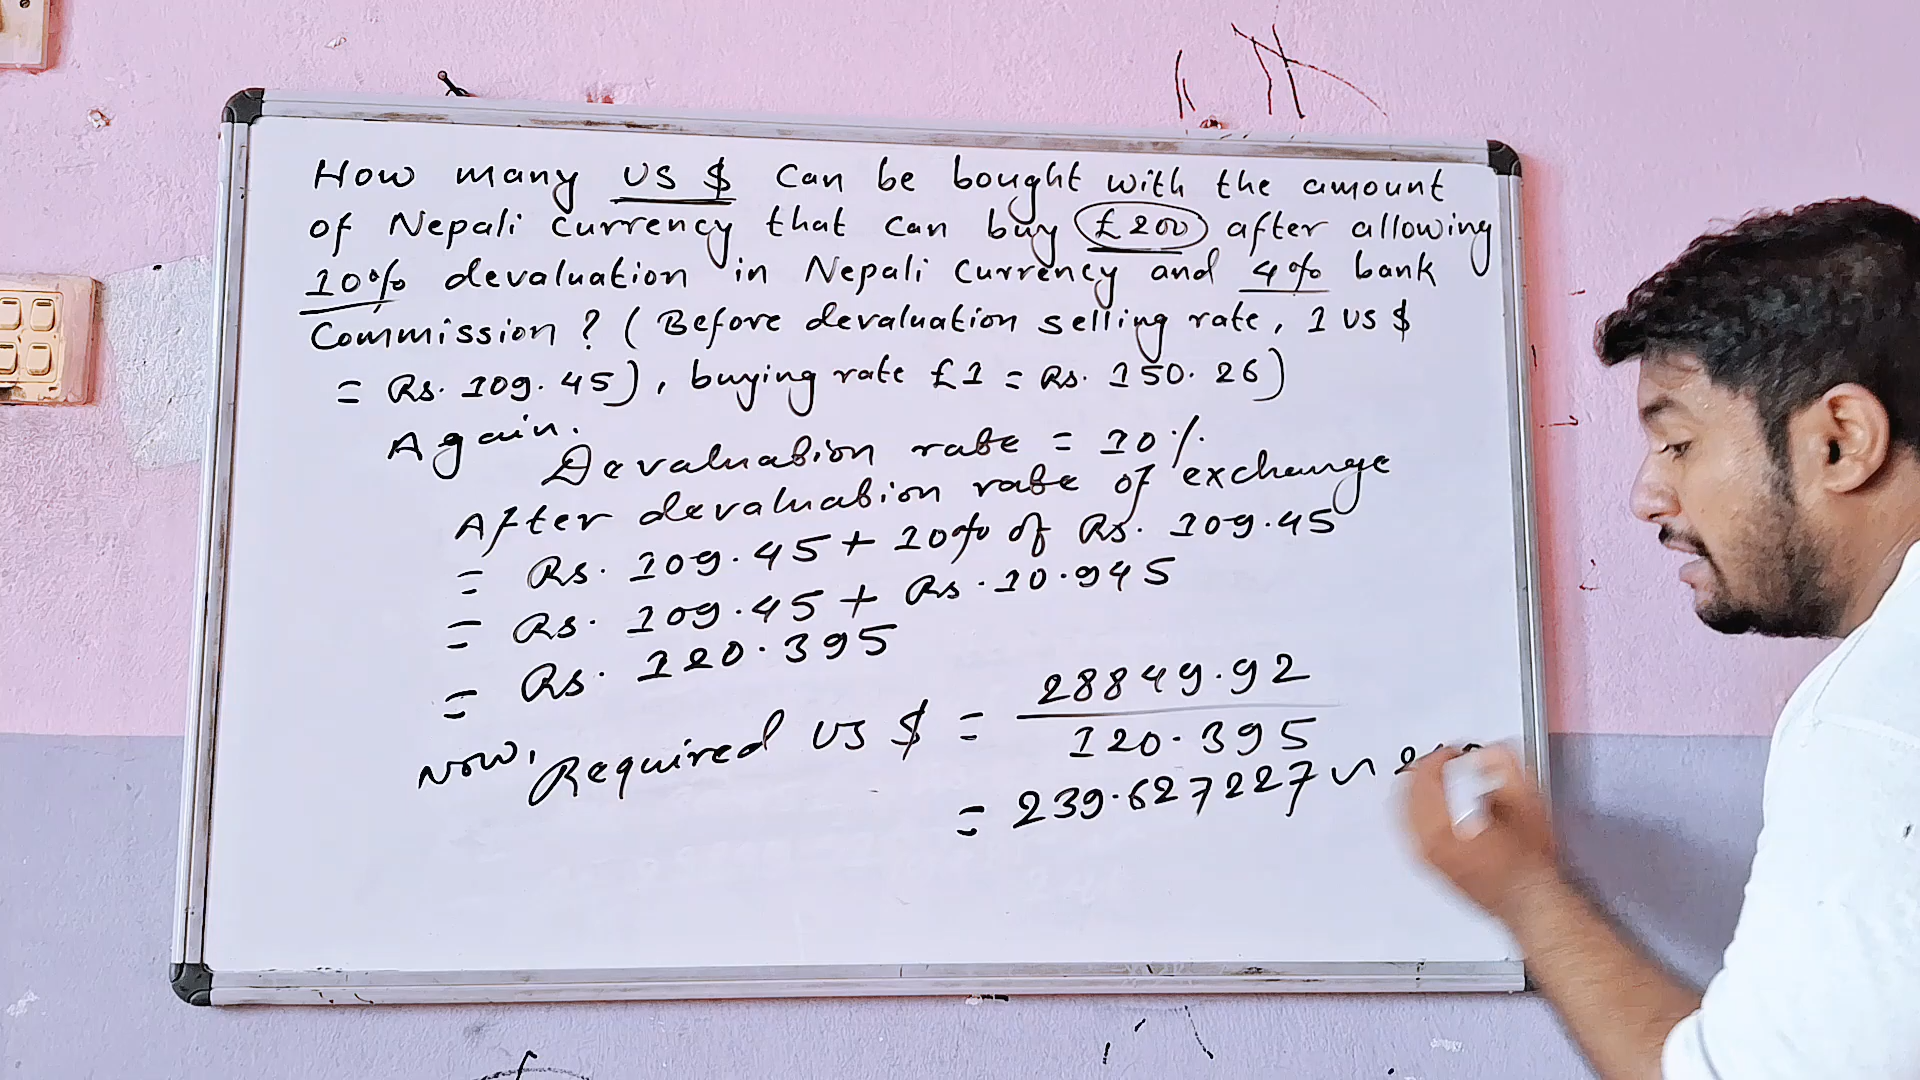 How many US $ can be bought with the amount
of Nepali currency that can buy £200 after allowing
10% devaluation in Nepali currency and 4% bank
commission? (Before devaluation selling rate, 1 US $
= Rs. 109.45), buying rate £1 = Rs. 150.26)
Again.
Devaluation rate = 10%.
After devaluation rate of exchange
= Rs. 109.45 + 10% of Rs. 109.45
= Rs. 109.45 + Rs. 10.945
= Rs. 120.395
Now, Required US $ = 28849.92
120.395
= 239.627227